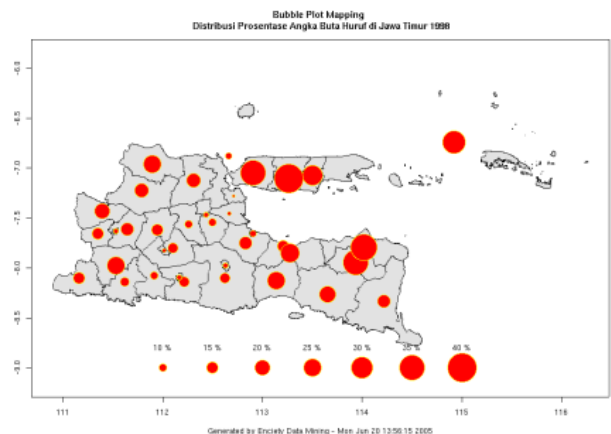 Bubble Plot Mapping
Distribusi Prosentase Angka Buta Huruf di Jawa Timur 1998
-6.0
-6.5
-7.0
-7.5
-8.0
-8.5
-9.0
10 % 15 % 20 % 25 % 30 % 35 % 40 %
111 112 113 114 115 116
Generated by Enciety Data Mining - Mon Jun 20 13:56:15 2005